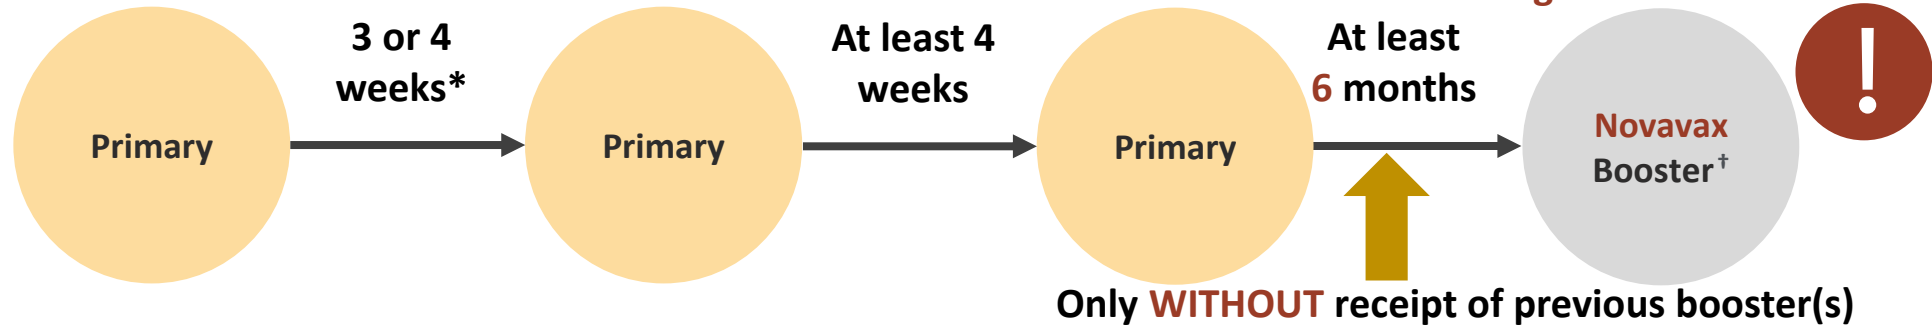 3 or 4
weeks*
At least 4
weeks
At least
6 months
Primary
Primary
Primary
Novavax
Booster†
!
Only WITHOUT receipt of previous booster(s)